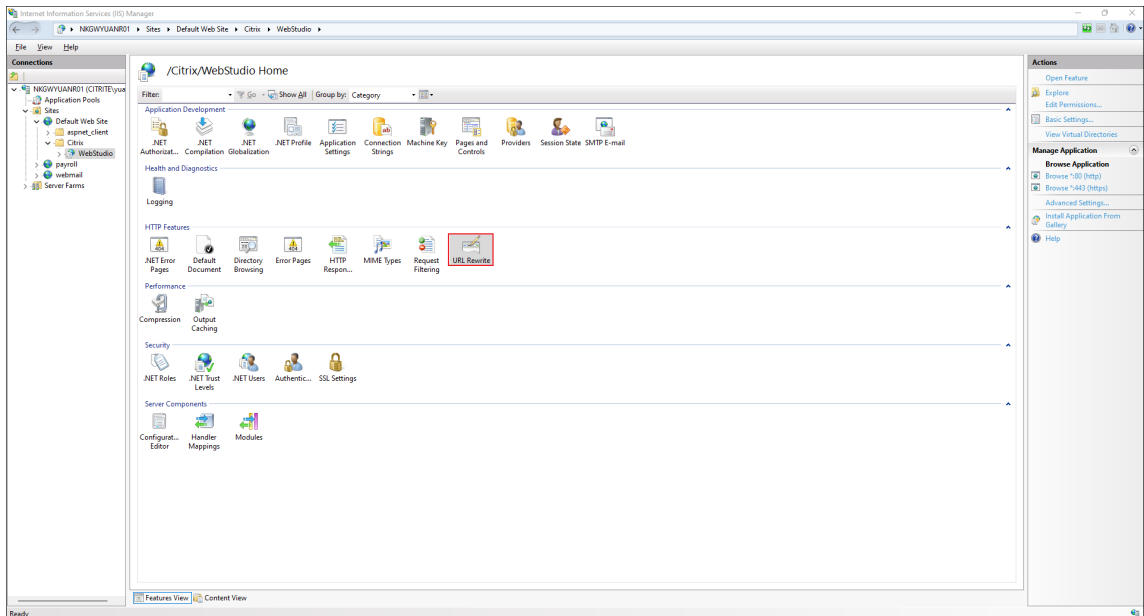 Internet Information Services (IIS) Manager
NKGWYUANR01 Sites Default Web Site Citrix WebStudio
File View Help
Connections
NKGWYUANR01 (CITRITE\yua
Application Pools
Sites
Default Web Site
aspnet_client
Citrix
WebStudio
payroll
webmail
Server Farms
/Citrix/WebStudio Home
Filter: Go Show All Group by: Category
Application Development
.NET Authorizat...
.NET Compilation
.NET Globalization
.NET Profile
Application Settings
Connection Strings
Machine Key
Pages and Controls
Providers
Session State
SMTP E-mail
Health and Diagnostics
Logging
HTTP Features
.NET Error Pages
Default Document
Directory Browsing
Error Pages
HTTP Respon...
MIME Types
Request Filtering
URL Rewrite
Performance
Compression
Output Caching
Security
.NET Roles
.NET Trust Levels
.NET Users
Authentic...
SSL Settings
Server Components
Configurat... Editor
Handler Mappings
Modules
Features View Content View
Actions
Open Feature
Explore
Edit Permissions...
Basic Settings...
View Virtual Directories
Manage Application
Browse Application
Browse *:80 (http)
Browse *:443 (https)
Advanced Settings...
Install Application From
Gallery
Help
Ready